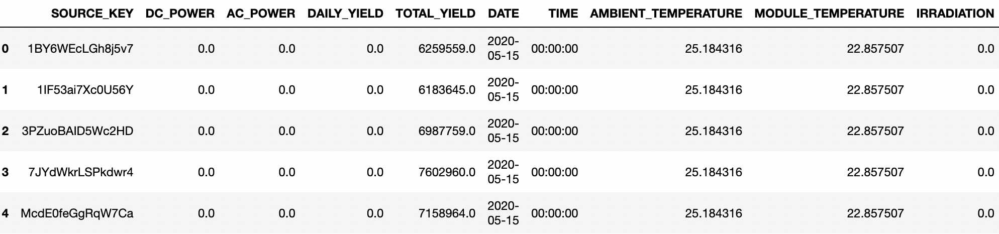 SOURCE_KEY DC_POWER AC_POWER DAILY_YIELD TOTAL_YIELD DATE TIME AMBIENT_TEMPERATURE MODULE_TEMPERATURE IRRADIATION
0 1BY6WEcLGh8j5v7 0.0 0.0 0.0 6259559.0 2020-
05-15 00:00:00 25.184316 22.857507 0.0
1 1IF53ai7Xc0U56Y 0.0 0.0 0.0 6183645.0 2020-
05-15 00:00:00 25.184316 22.857507 0.0
2 3PZuoBAID5Wc2HD 0.0 0.0 0.0 6987759.0 2020-
05-15 00:00:00 25.184316 22.857507 0.0
3 7JYdWkrLSPkdwr4 0.0 0.0 0.0 7602960.0 2020-
05-15 00:00:00 25.184316 22.857507 0.0
4 McdE0feGgRqW7Ca 0.0 0.0 0.0 7158964.0 2020-
05-15 00:00:00 25.184316 22.857507 0.0